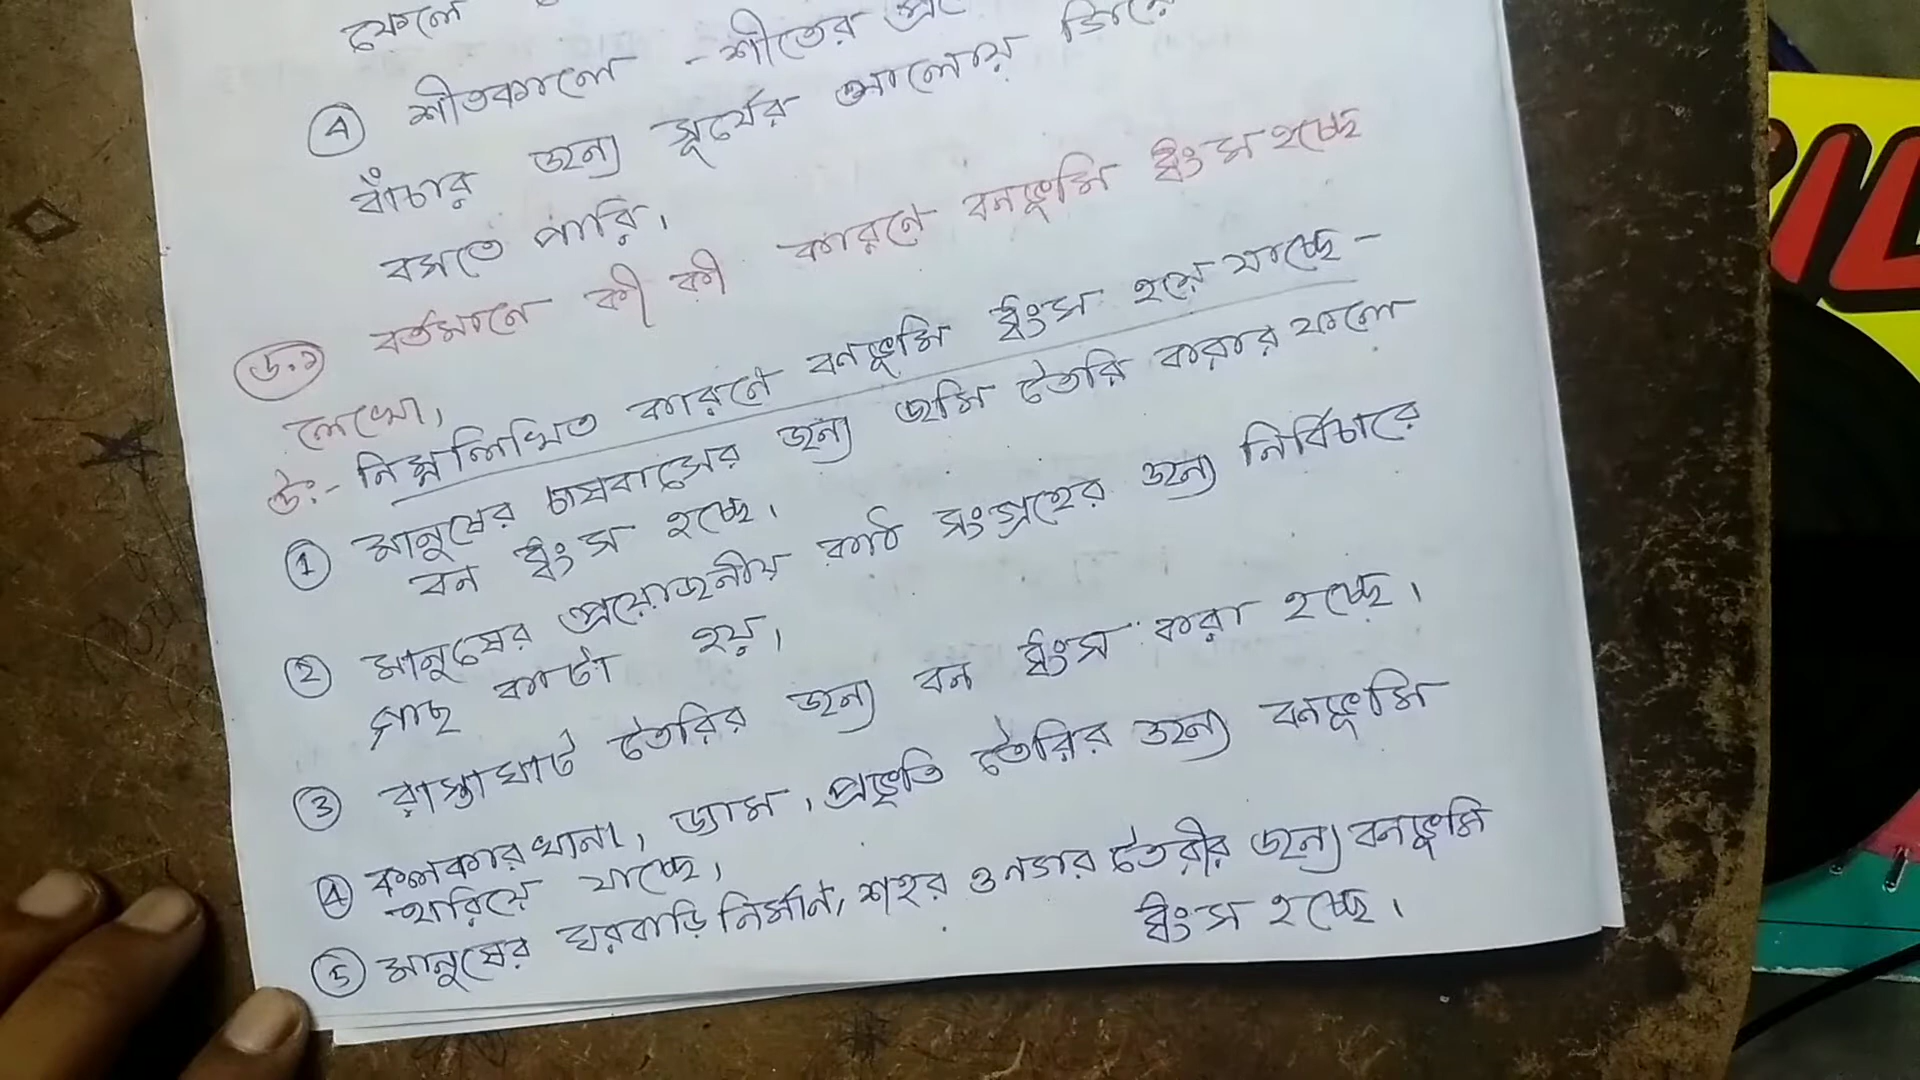 ফেলে
④ শীতকালে - শীতের
বাঁচার জন্য সূর্যের আলোয়
বসতে পারি।
৬.১ বর্তমানে কী কী কারণে বনভূমি ধ্বংস হচ্ছে
লেখো,
উঃ- নিম্নলিখিত কারণে বনভূমি ধ্বংস হয়ে যাচ্ছে -
① মানুষের চাষবাসের জন্য জমি তৈরি করার ফলে
বন ধ্বংস হচ্ছে।
② মানুষের প্রয়োজনীয় কাঠ সংগ্রহের জন্য নির্বিচারে
গাছ কাটা হয়।
③ রাস্তাঘাট তৈরির জন্য বন ধ্বংস করা হচ্ছে।
④ কলকারখানা, ড্যাম, প্রভৃতি তৈরির জন্য বনভূমি
হারিয়ে যাচ্ছে।
⑤ মানুষের ঘরবাড়ি নির্মাণ, শহর ও নগর তৈরীর জন্য বনভূমি
ধ্বংস হচ্ছে।